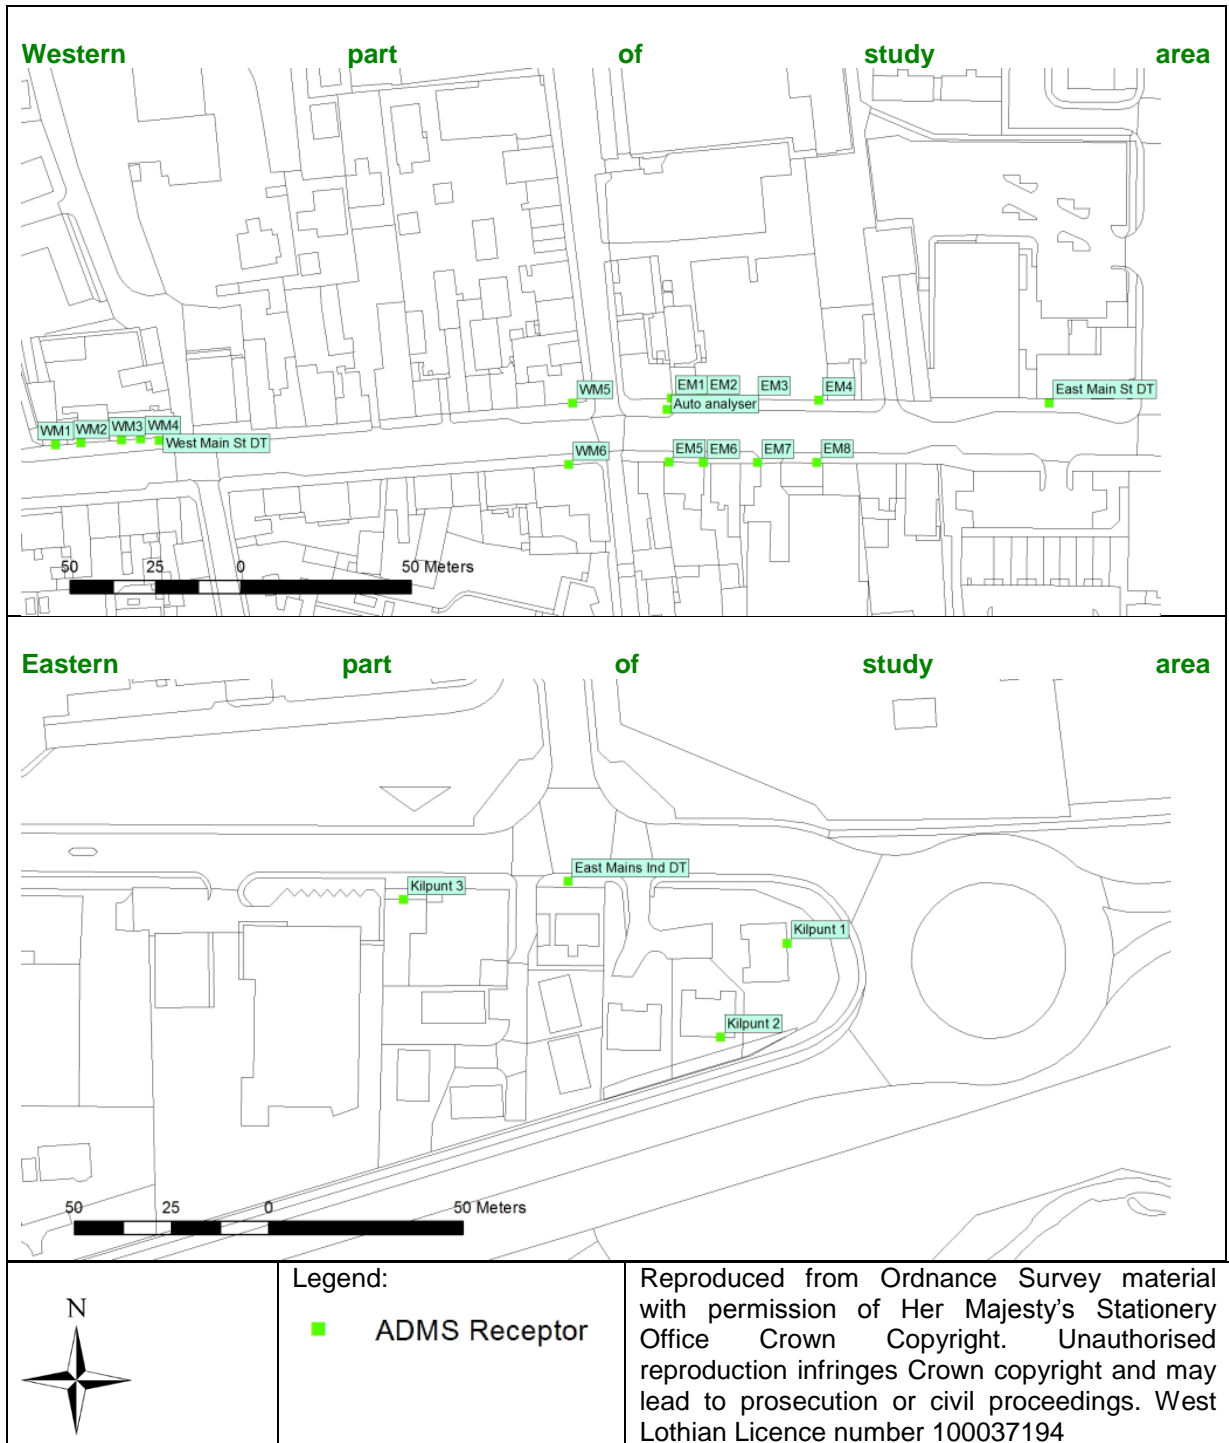 Western part of study area
WM5
EM1 EM2 EM3 EM4
East Main St DT
Auto analyser
WM1 WM2 WM3 WM4
West Main St DT
WM6
EM5 EM6 EM7 EM8
50 25 0 50 Meters
Eastern part of study area
East Mains Ind DT
Kilpunt 3
Kilpunt 1
Kilpunt 2
50 25 0 50 Meters
N
Legend:
ADMS Receptor
Reproduced from Ordnance Survey material
with permission of Her Majesty's Stationery
Office Crown Copyright. Unauthorised
reproduction infringes Crown copyright and may
lead to prosecution or civil proceedings. West
Lothian Licence number 100037194